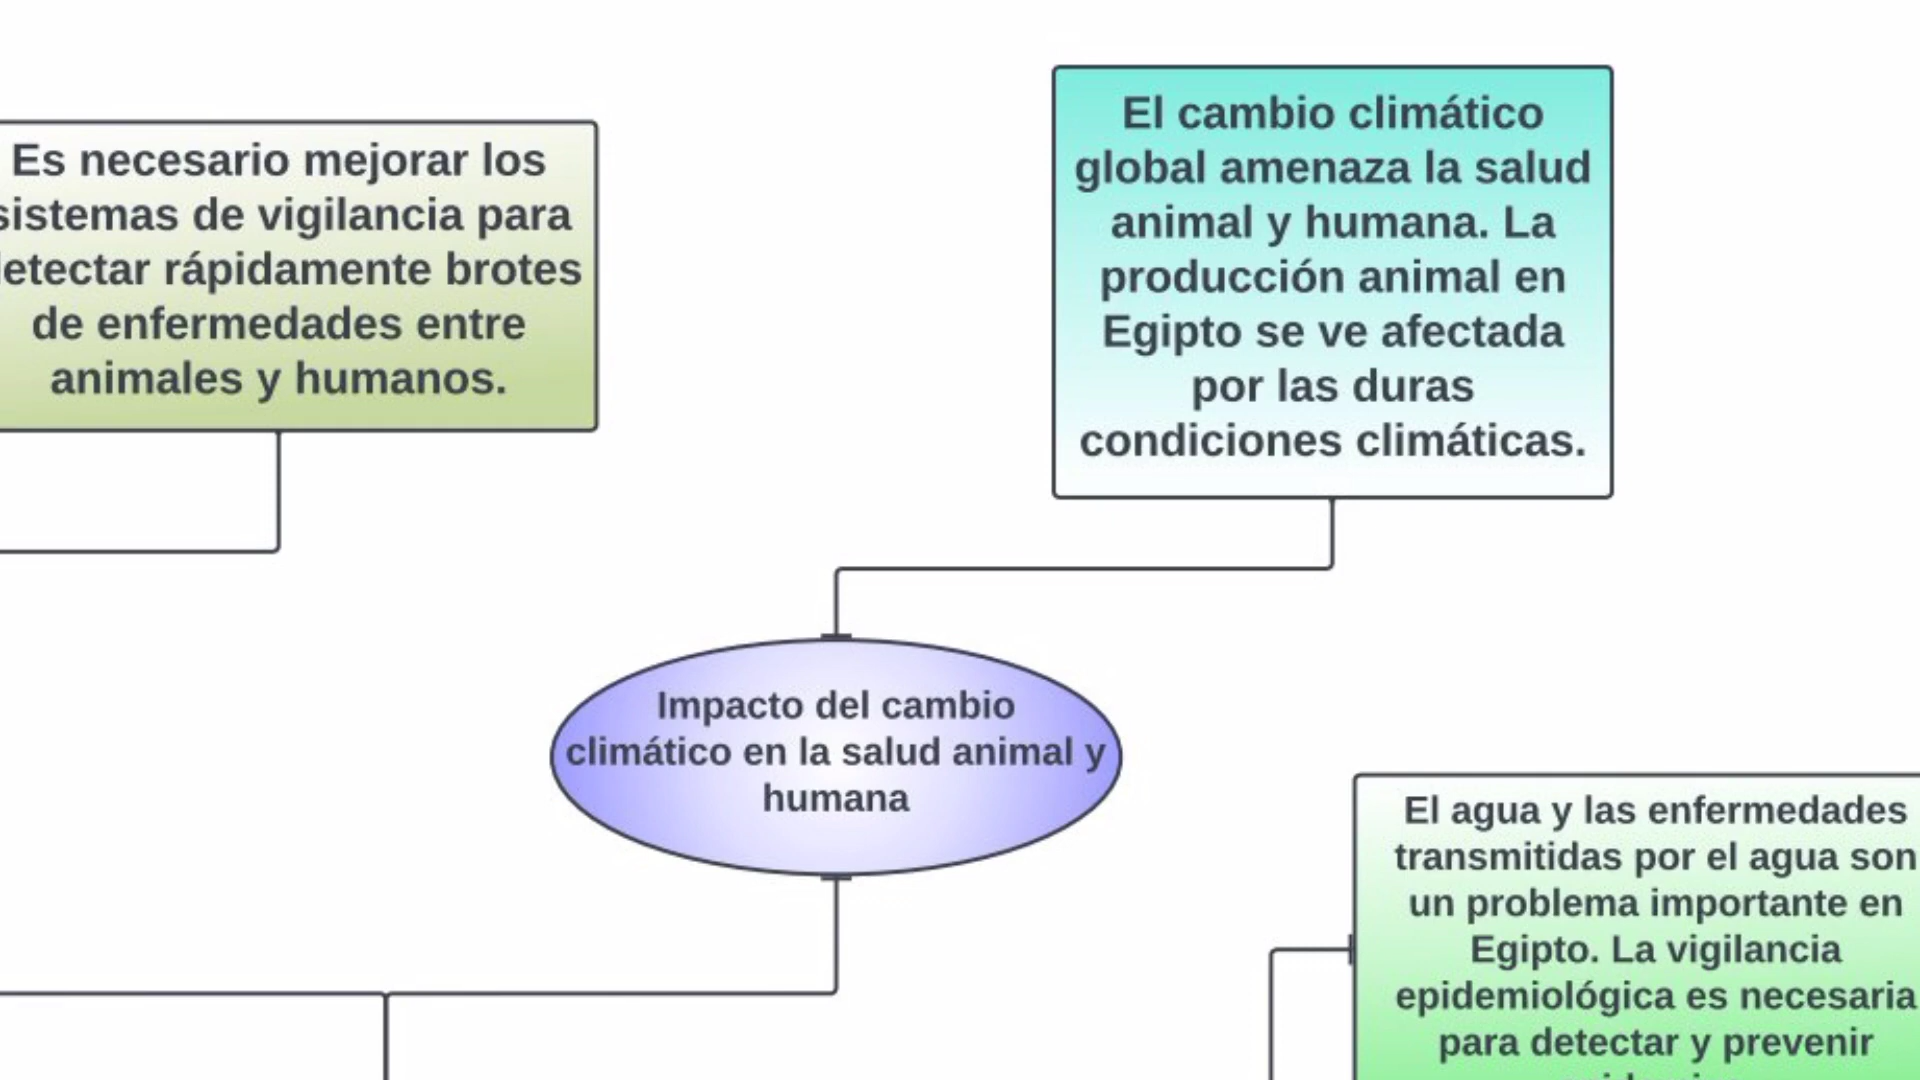 Es necesario mejorar los
sistemas de vigilancia para
detectar rápidamente brotes
de enfermedades entre
animales y humanos.
El cambio climático
global amenaza la salud
animal y humana. La
producción animal en
Egipto se ve afectada
por las duras
condiciones climáticas.
Impacto del cambio
climático en la salud animal y
humana
El agua y las enfermedades
transmitidas por el agua son
un problema importante en
Egipto. La vigilancia
epidemiológica es necesaria
para detectar y prevenir